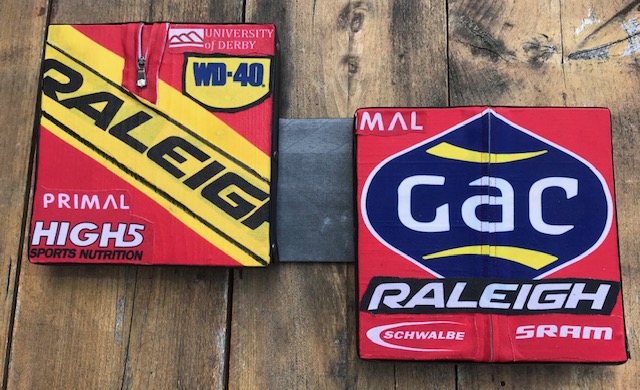 UNIVERSITY
of DERBY
WD-40
RALEIGH
PRIMAL
HIGH5
SPORTS NUTRITION
MAL
Gac
RALEIGH
SCHWALBE
SRAM